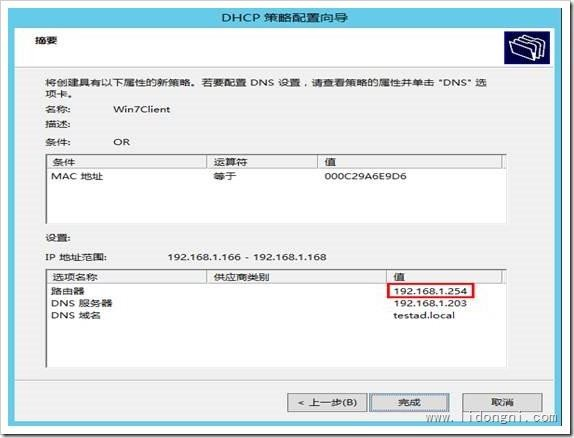 DHCP 策略配置向导
摘要
将创建具有以下属性的新策略。若要配置 DNS 设置，请查看策略的属性并单击 "DNS" 选
项卡。
名称: Win7Client
描述:
条件: OR
条件 运算符 值
MAC 地址 等于 000C29A6E9D6
设置:
IP 地址范围: 192.168.1.166 - 192.168.1.168
选项名称 供应商类别 值
路由器 192.168.1.254
DNS 服务器 192.168.1.203
DNS 域名 testad.local
< 上一步(B) 完成 取消
www.lidongni.com